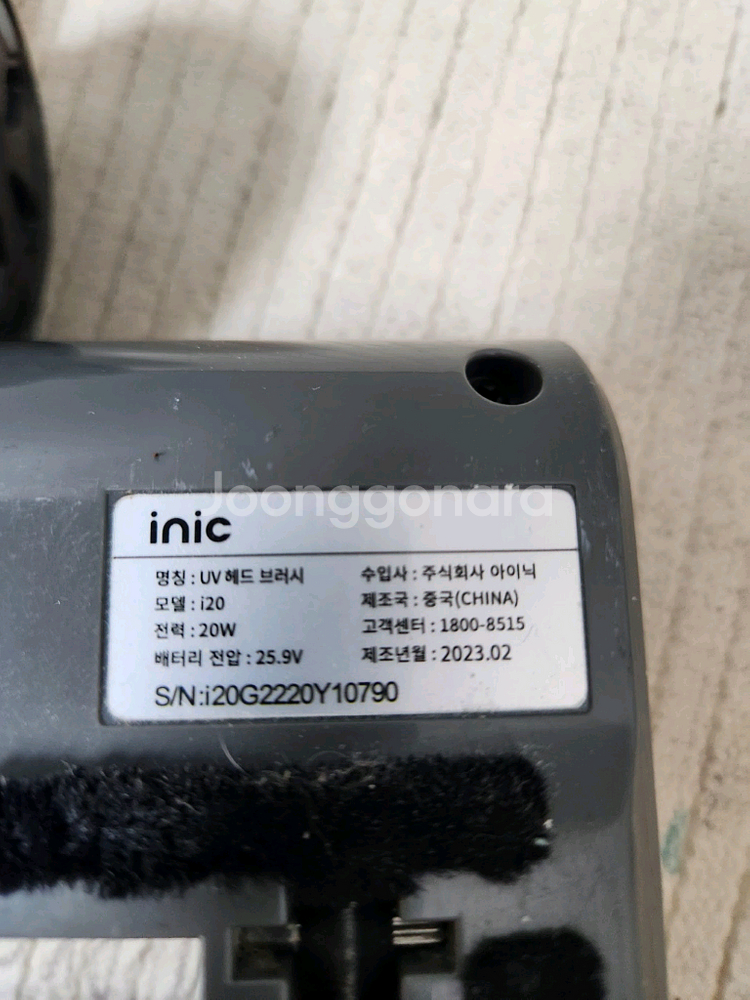 Joonggonara
inic
명칭 : UV 헤드 브러시
모델 : i20
전력 : 20W
배터리 전압 : 25.9V
수입사 : 주식회사 아이닉
제조국 : 중국(CHINA)
고객센터 : 1800-8515
제조년월 : 2023.02
S/N:i20G2220Y10790